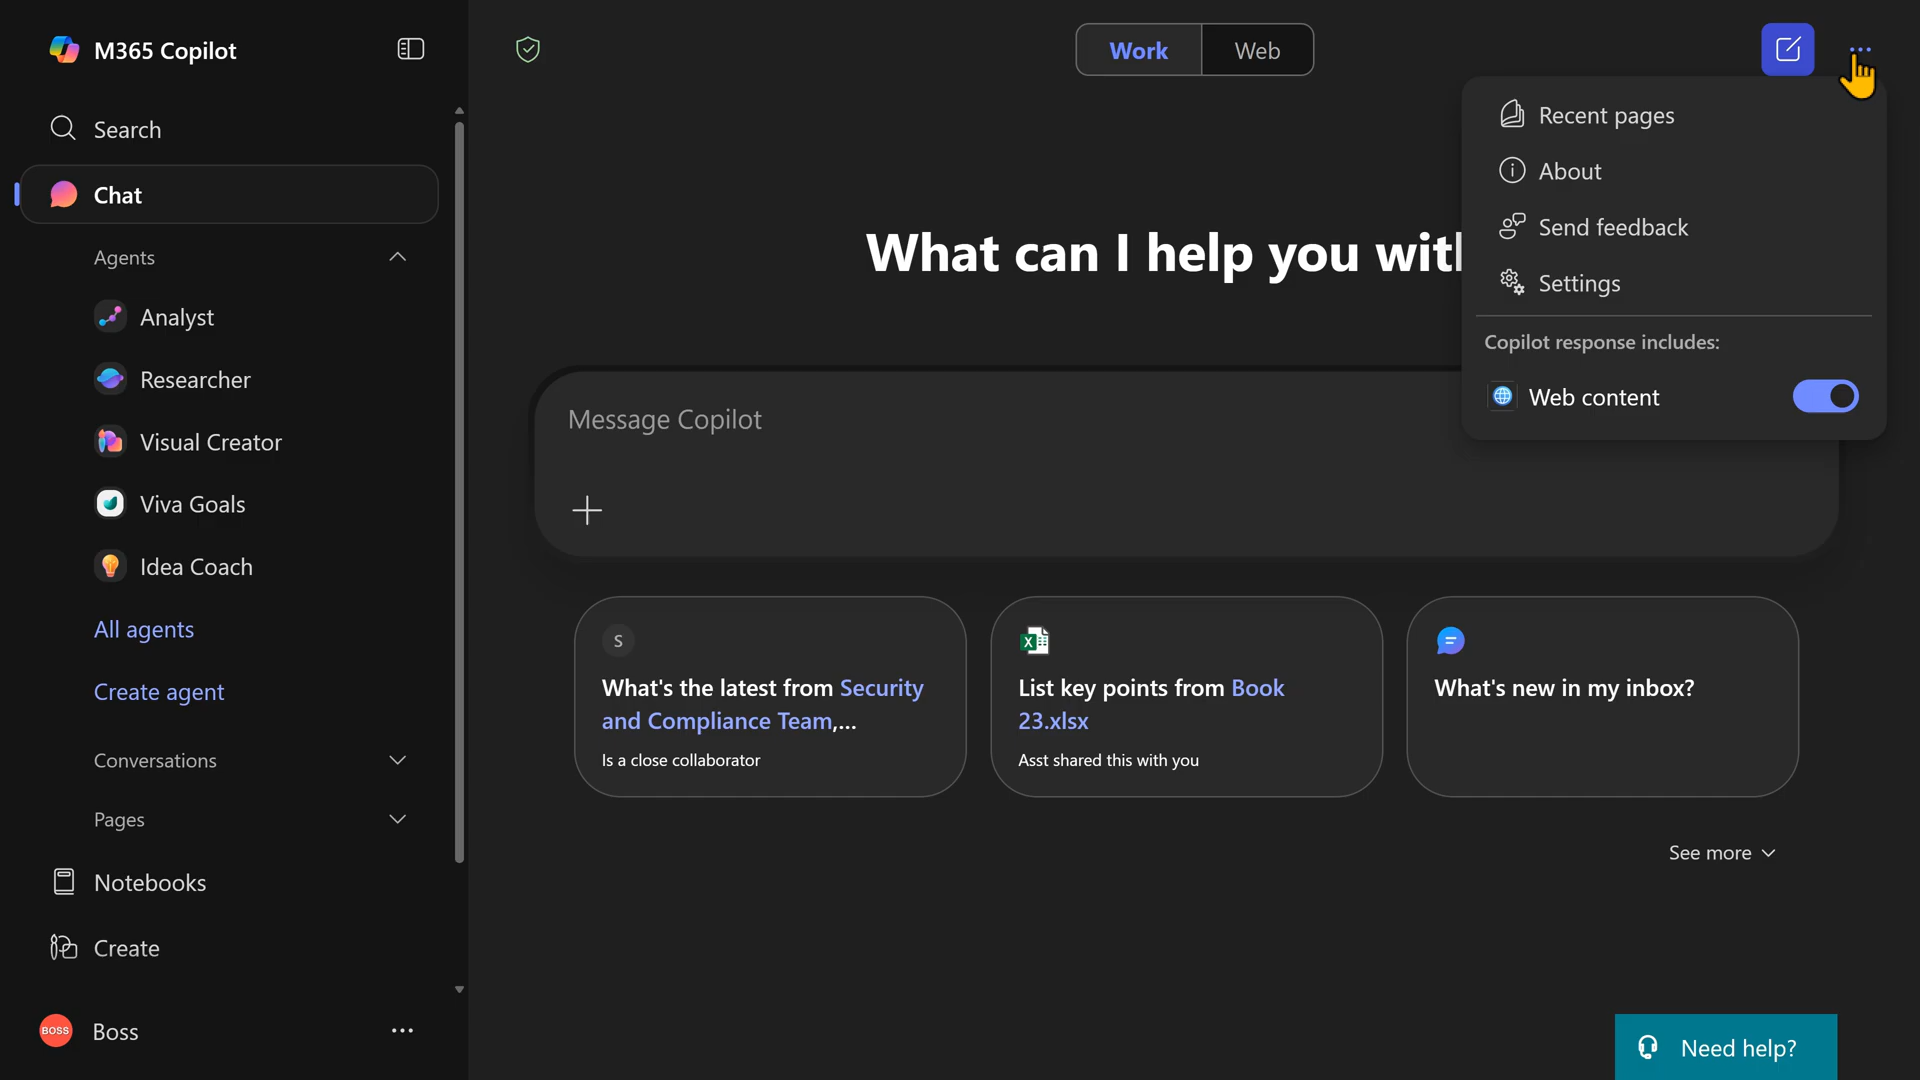 M365 Copilot
Search
Chat
Agents
Analyst
Researcher
Visual Creator
Viva Goals
Idea Coach
All agents
Create agent
Conversations
Pages
Notebooks
Create
BOSS
Boss
Work
Web
Recent pages
About
Send feedback
Settings
Copilot response includes:
Web content
What can I help you wit
Message Copilot
S
What's the latest from Security
and Compliance Team,...
Is a close collaborator
X
List key points from Book
23.xlsx
Asst shared this with you
What's new in my inbox?
See more
Need help?